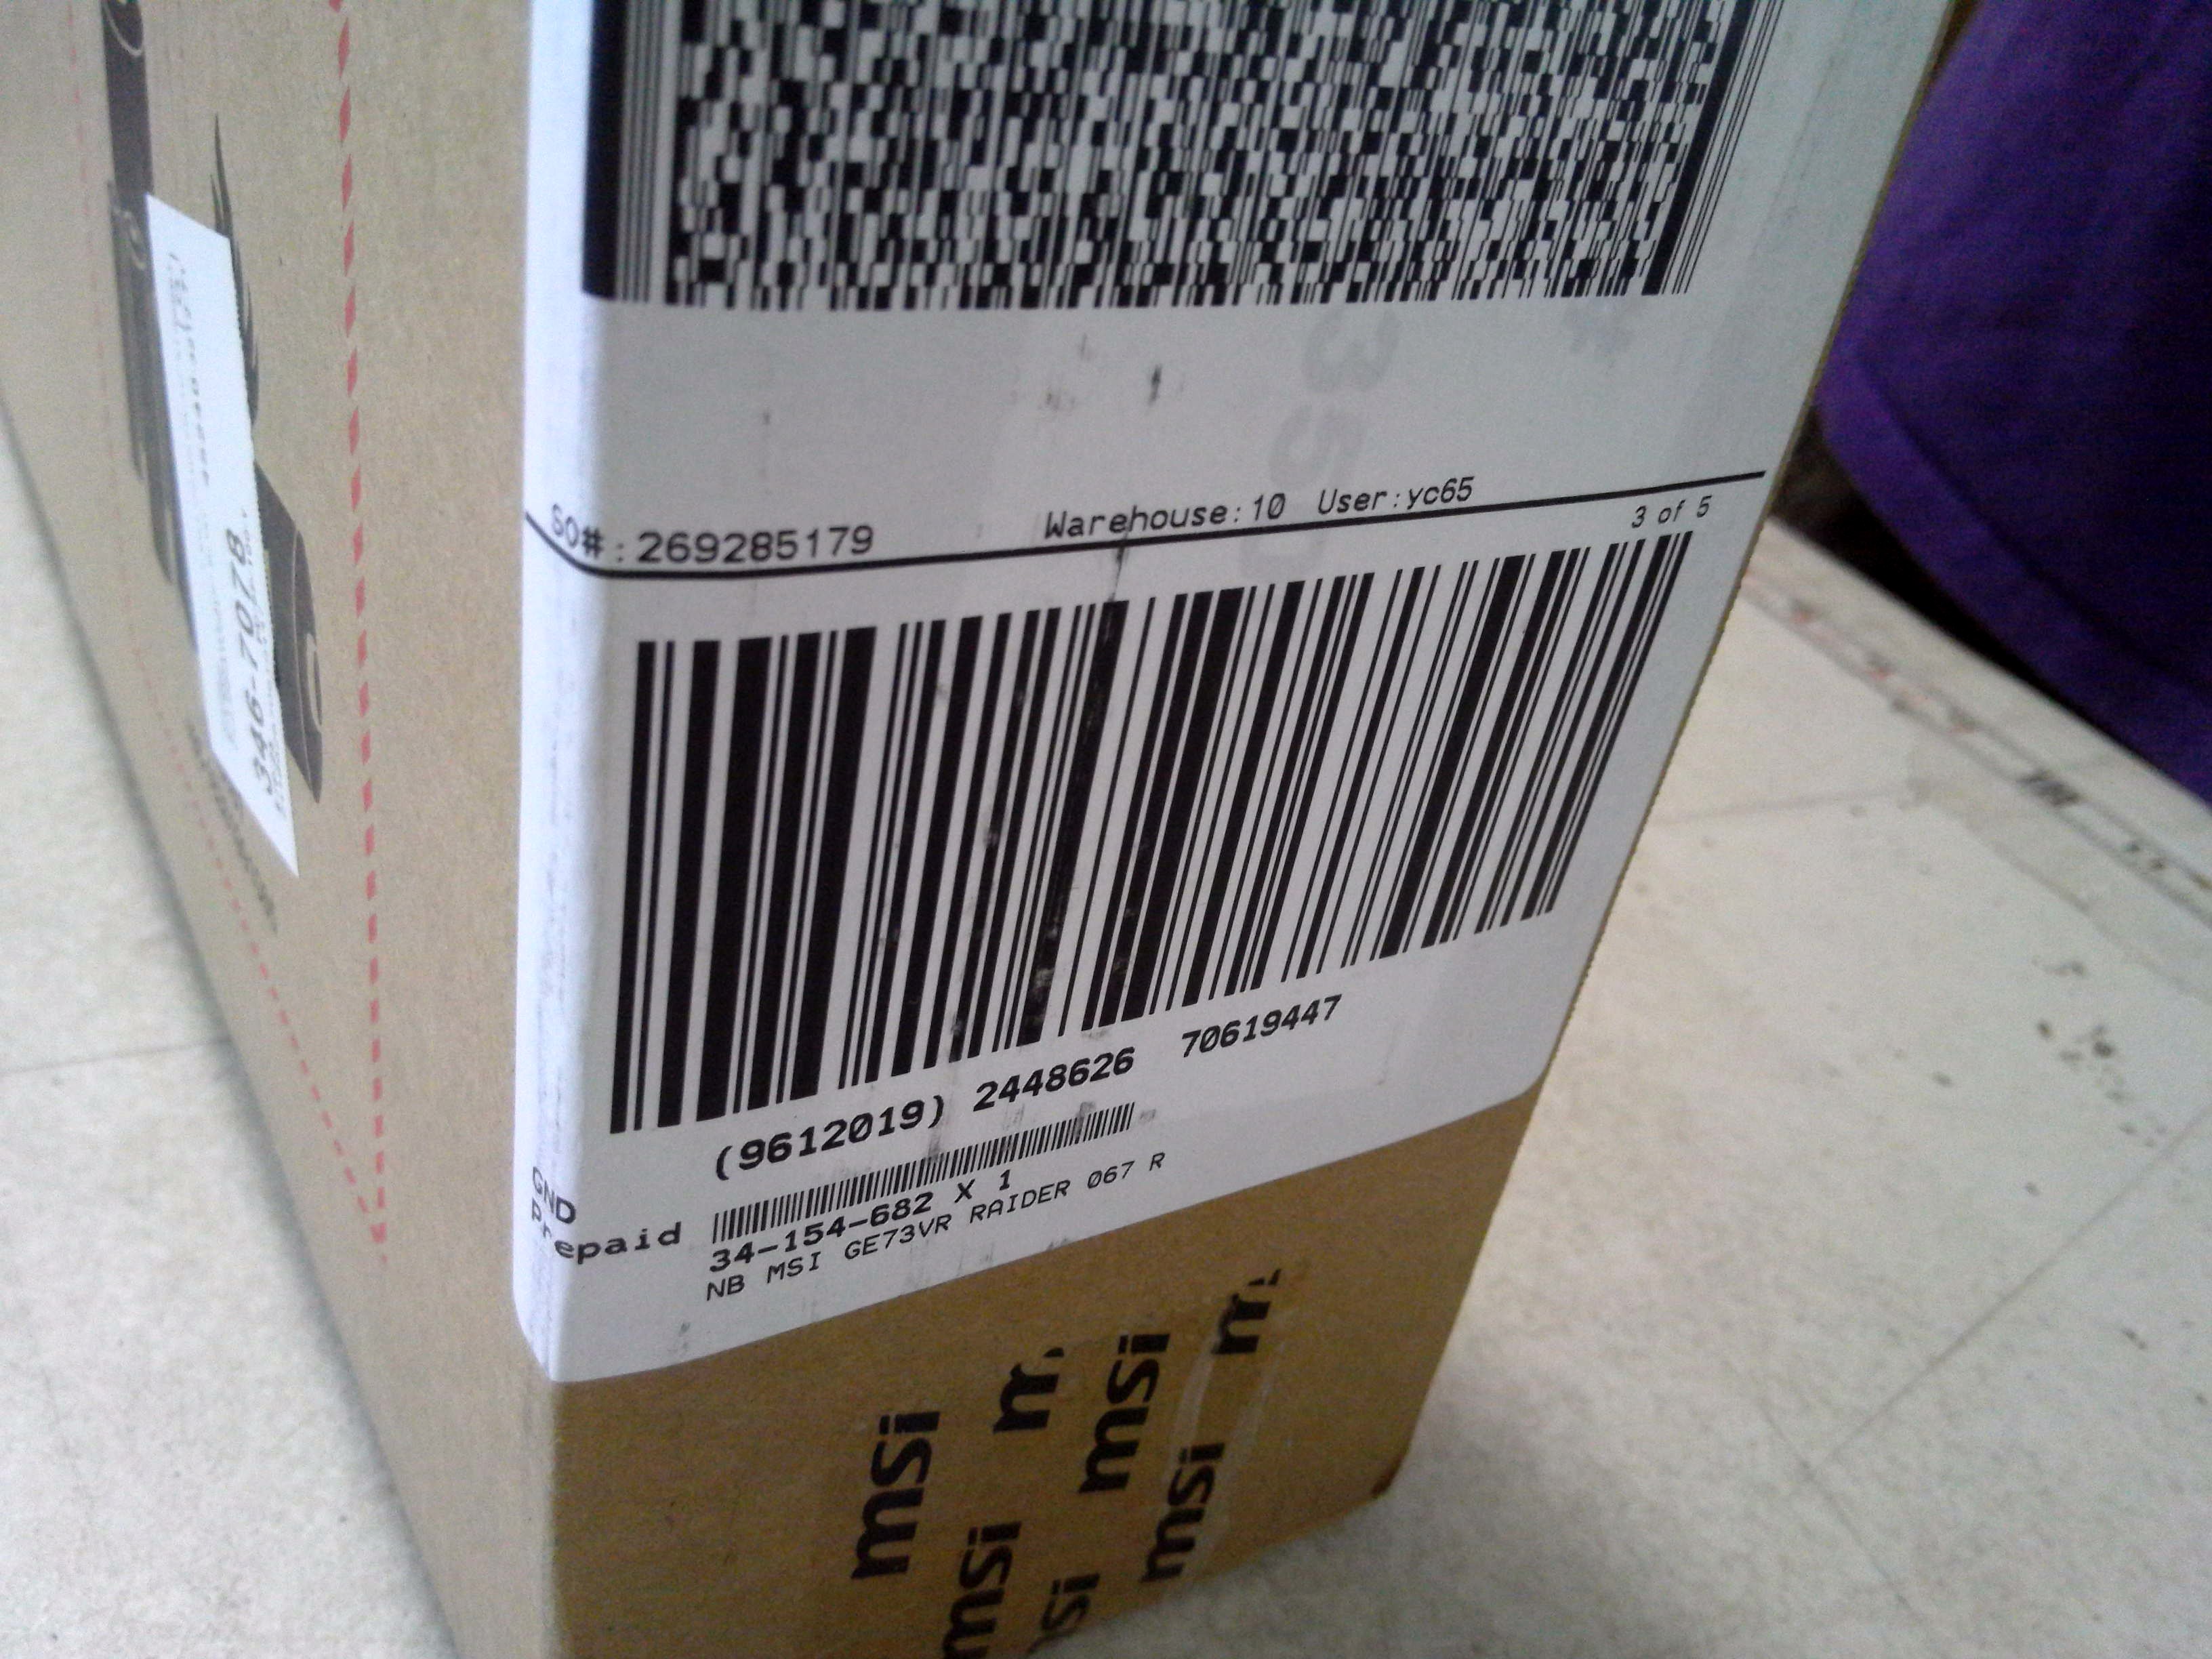 SO#:269285179 Warehouse:10 User:yc65
3 of 5
(9612019) 2448626 70619447
GND
Prepaid
34-154-682 X 1
NB MSI GE73VR RAIDER 067 R
346-7078
msi
msi
msi
msi